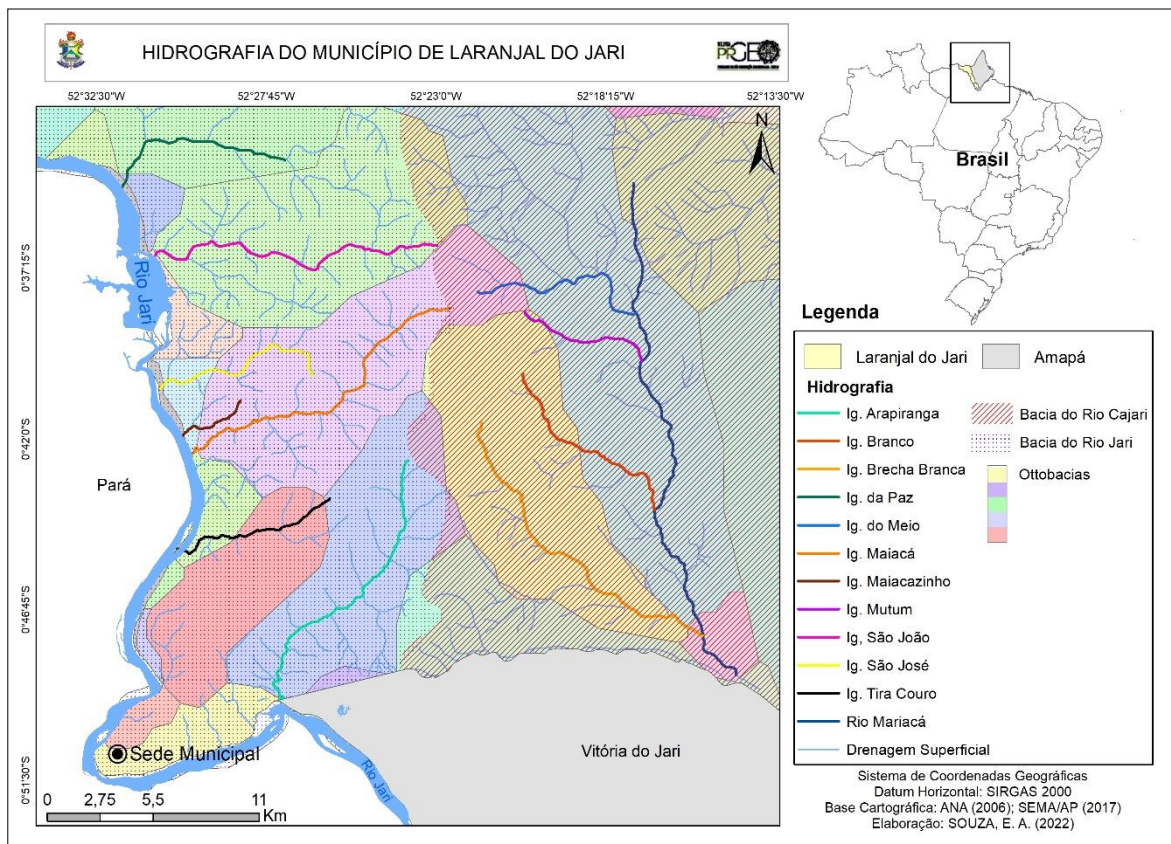 HIDROGRAFIA DO MUNICÍPIO DE LARANJAL DO JARI
PPGEO
52°32'30"W
52°27'45"W
52°23'0"W
52°18'15"W
52°13'30"W
N
0°37'15"S
0°42'0"S
0°46'45"S
0°51'30"S
Rio Jari
Pará
Sede Municipal
Rio Jari
Vitória do Jari
0 2,75 5,5 11
Km
Brasil
Legenda
Laranjal do Jari
Amapá
Hidrografia
Ig. Arapiranga
Ig. Branco
Ig. Brecha Branca
Ig. da Paz
Ig. do Meio
Ig. Maiacá
Ig. Maiacazinho
Ig. Mutum
Ig, São João
Ig. São José
Ig. Tira Couro
Rio Mariacá
Drenagem Superficial
Bacia do Rio Cajari
Bacia do Rio Jari
Ottobacias
Sistema de Coordenadas Geográficas
Datum Horizontal: SIRGAS 2000
Base Cartográfica: ANA (2006); SEMA/AP (2017)
Elaboração: SOUZA, E. A. (2022)